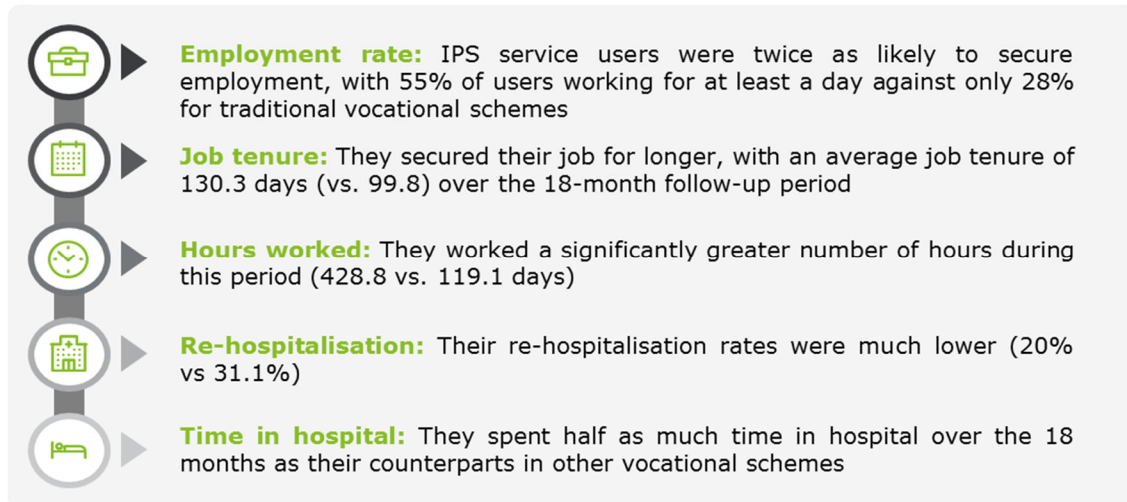 Employment rate: IPS service users were twice as likely to secure
employment, with 55% of users working for at least a day against only 28%
for traditional vocational schemes
Job tenure: They secured their job for longer, with an average job tenure of
130.3 days (vs. 99.8) over the 18-month follow-up period
Hours worked: They worked a significantly greater number of hours during
this period (428.8 vs. 119.1 days)
Re-hospitalisation: Their re-hospitalisation rates were much lower (20%
vs 31.1%)
Time in hospital: They spent half as much time in hospital over the 18
months as their counterparts in other vocational schemes